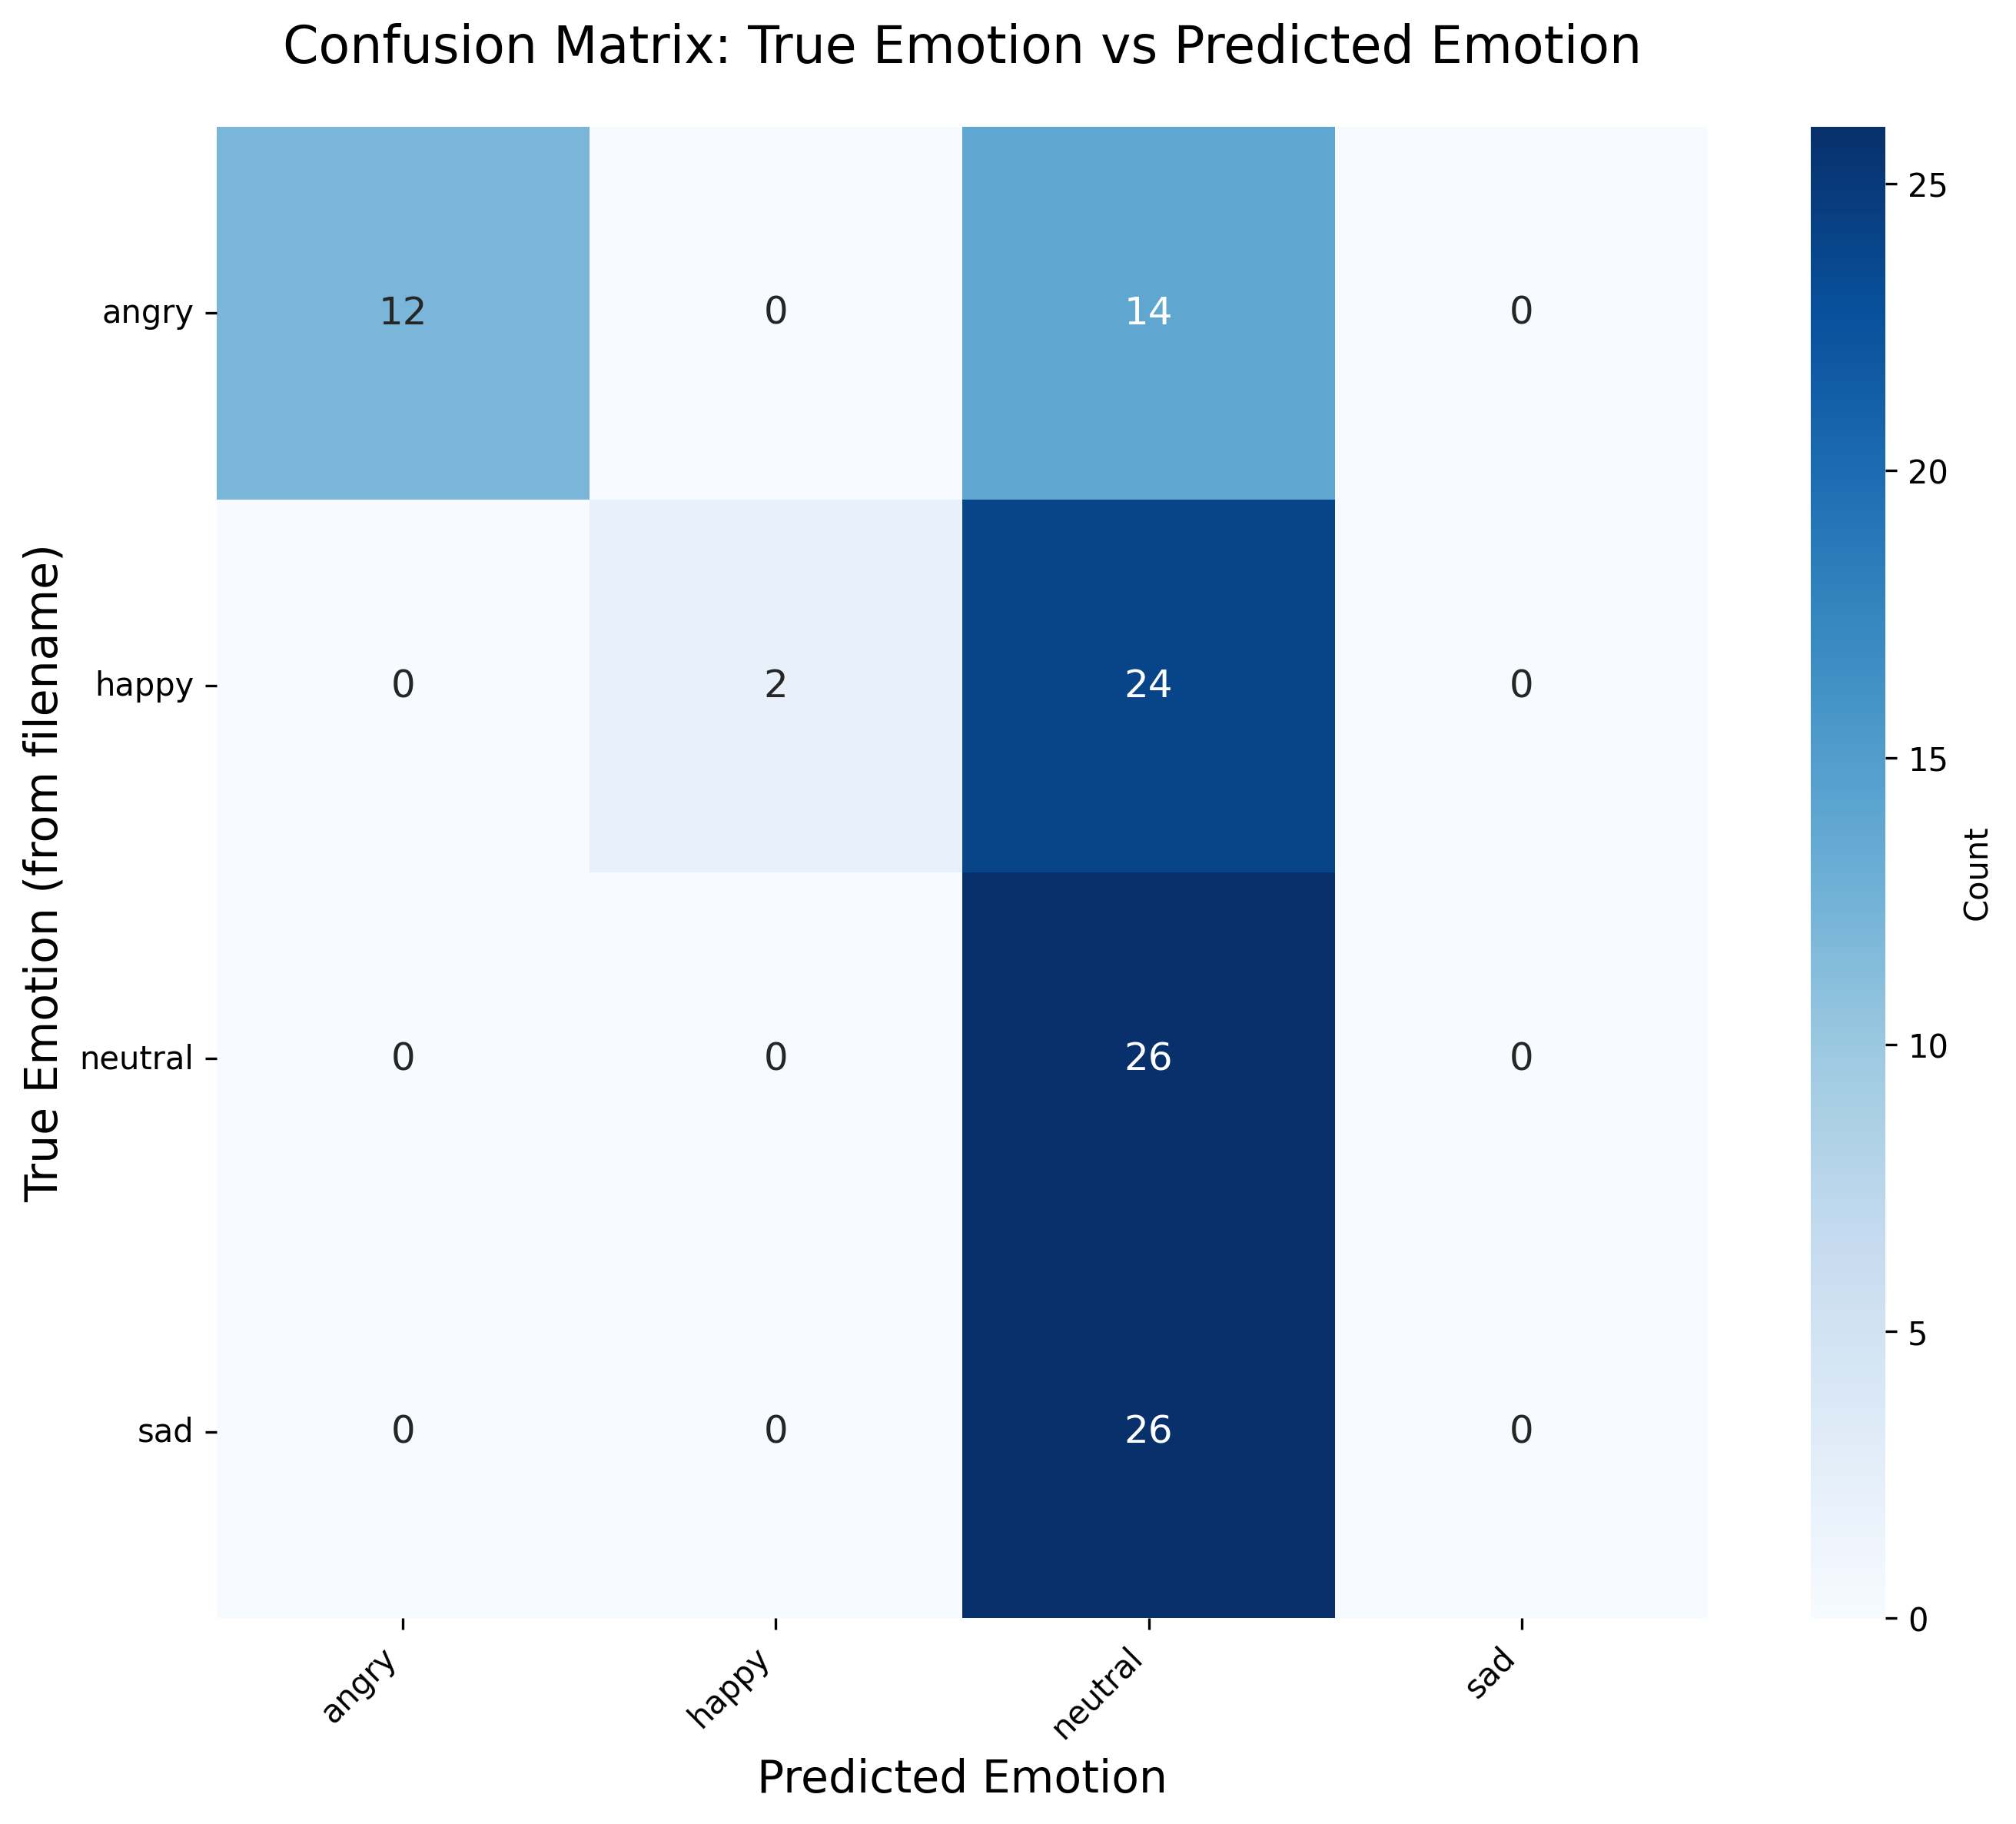 Confusion Matrix: True Emotion vs Predicted Emotion
True Emotion (from filename)
angry 12 0 14 0
happy 0 2 24 0
neutral 0 0 26 0
sad 0 0 26 0
angry happy neutral sad
Predicted Emotion
25
20
15
10
5
0
Count